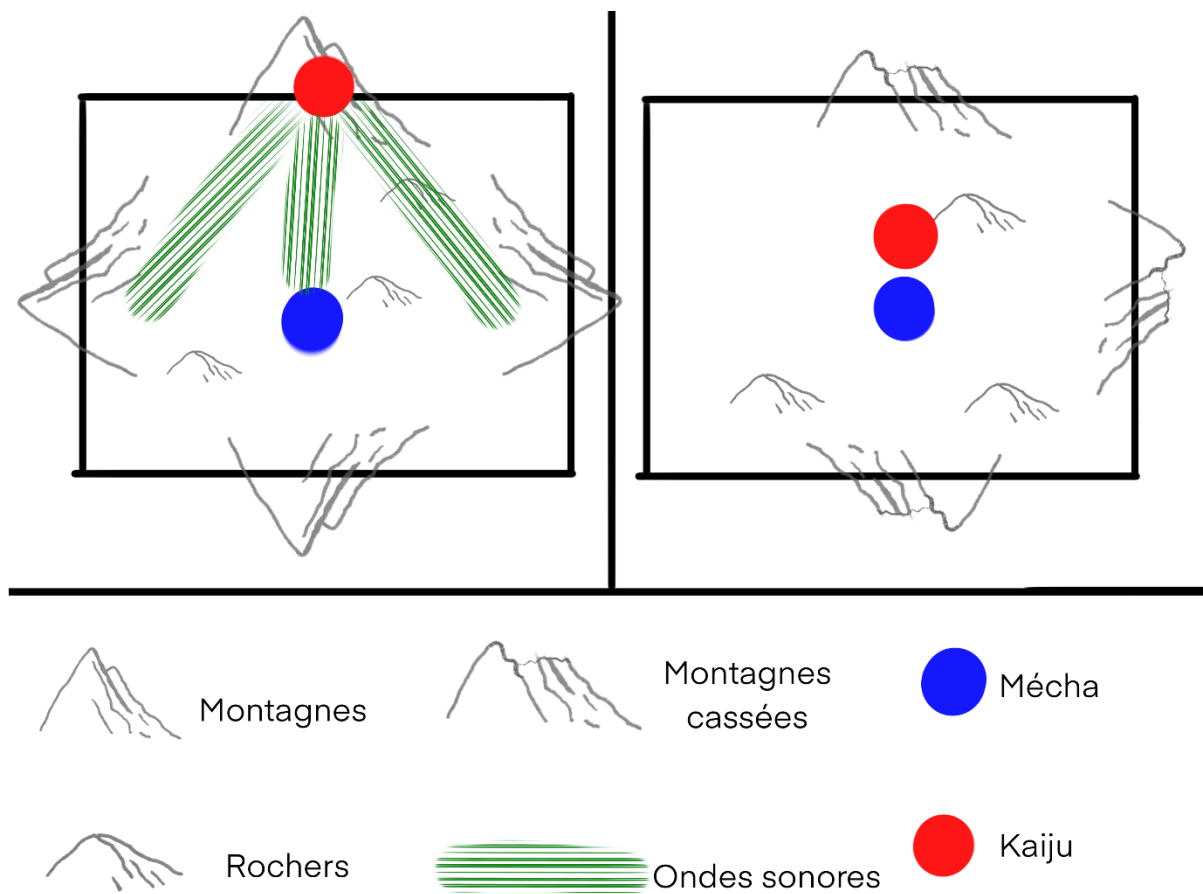 Montagnes
Montagnes
cassées
Mécha
Rochers
Ondes sonores
Kaiju